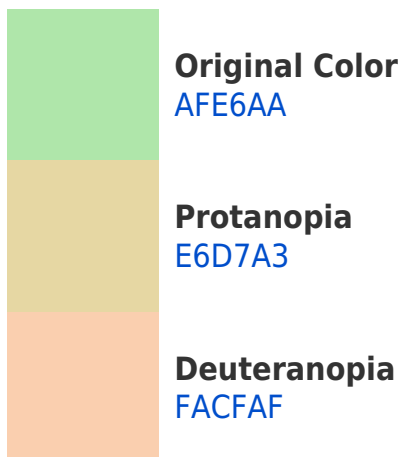 Original Color
AFE6AA
Protanopia
E6D7A3
Deuteranopia
FACFAF